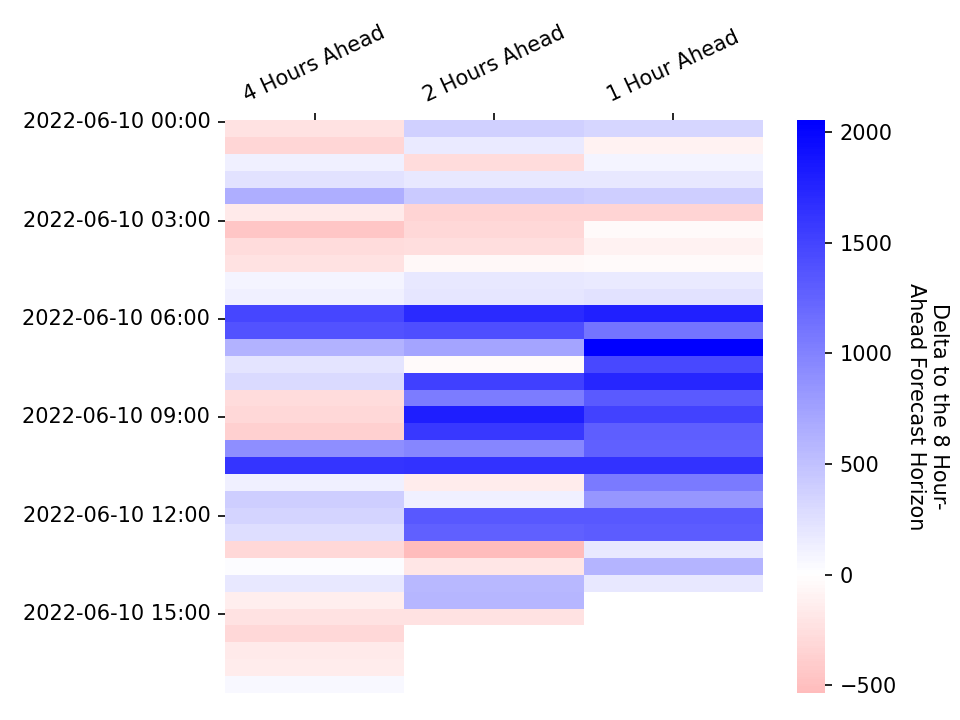 4 Hours Ahead
2 Hours Ahead
1 Hour Ahead
2022-06-10 00:00
2022-06-10 03:00
2022-06-10 06:00
2022-06-10 09:00
2022-06-10 12:00
2022-06-10 15:00
2000
1500
1000
500
0
−500
Delta to the 8 Hour-
Ahead Forecast Horizon